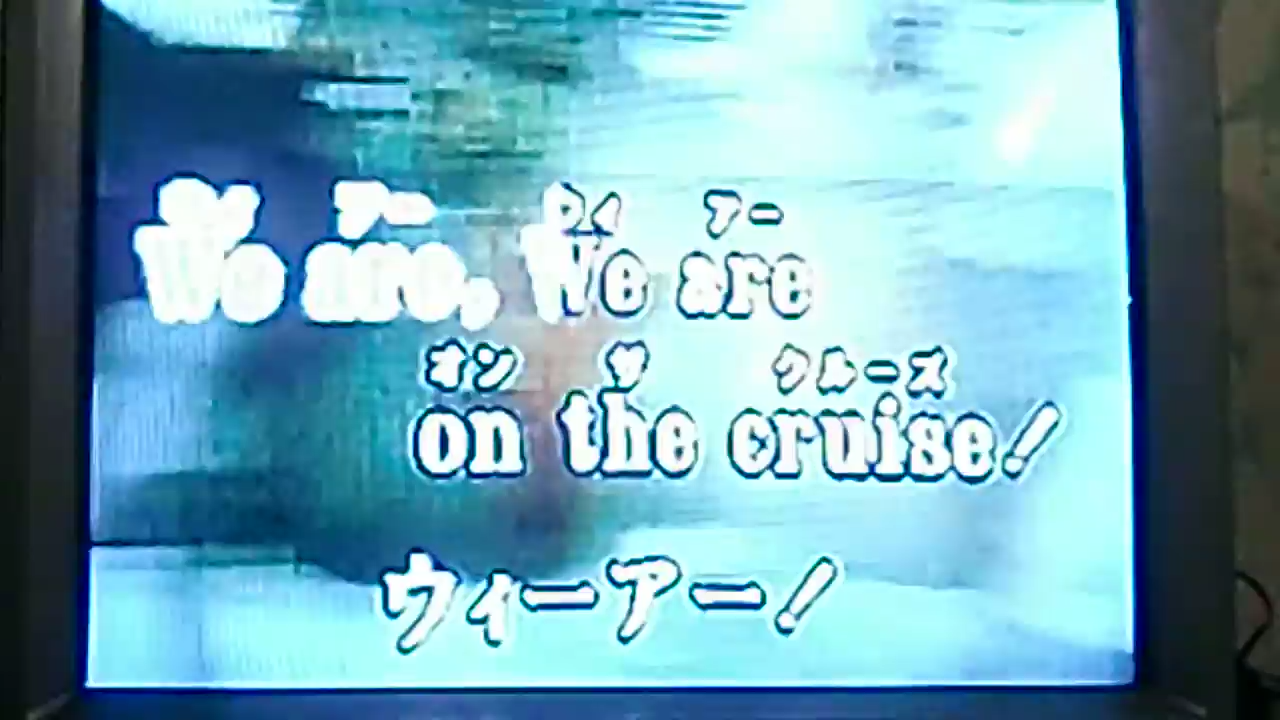 ウィ アー ウィ アー
We are, We are
オン ザ クルーズ
on the cruise!
ウィーアー!